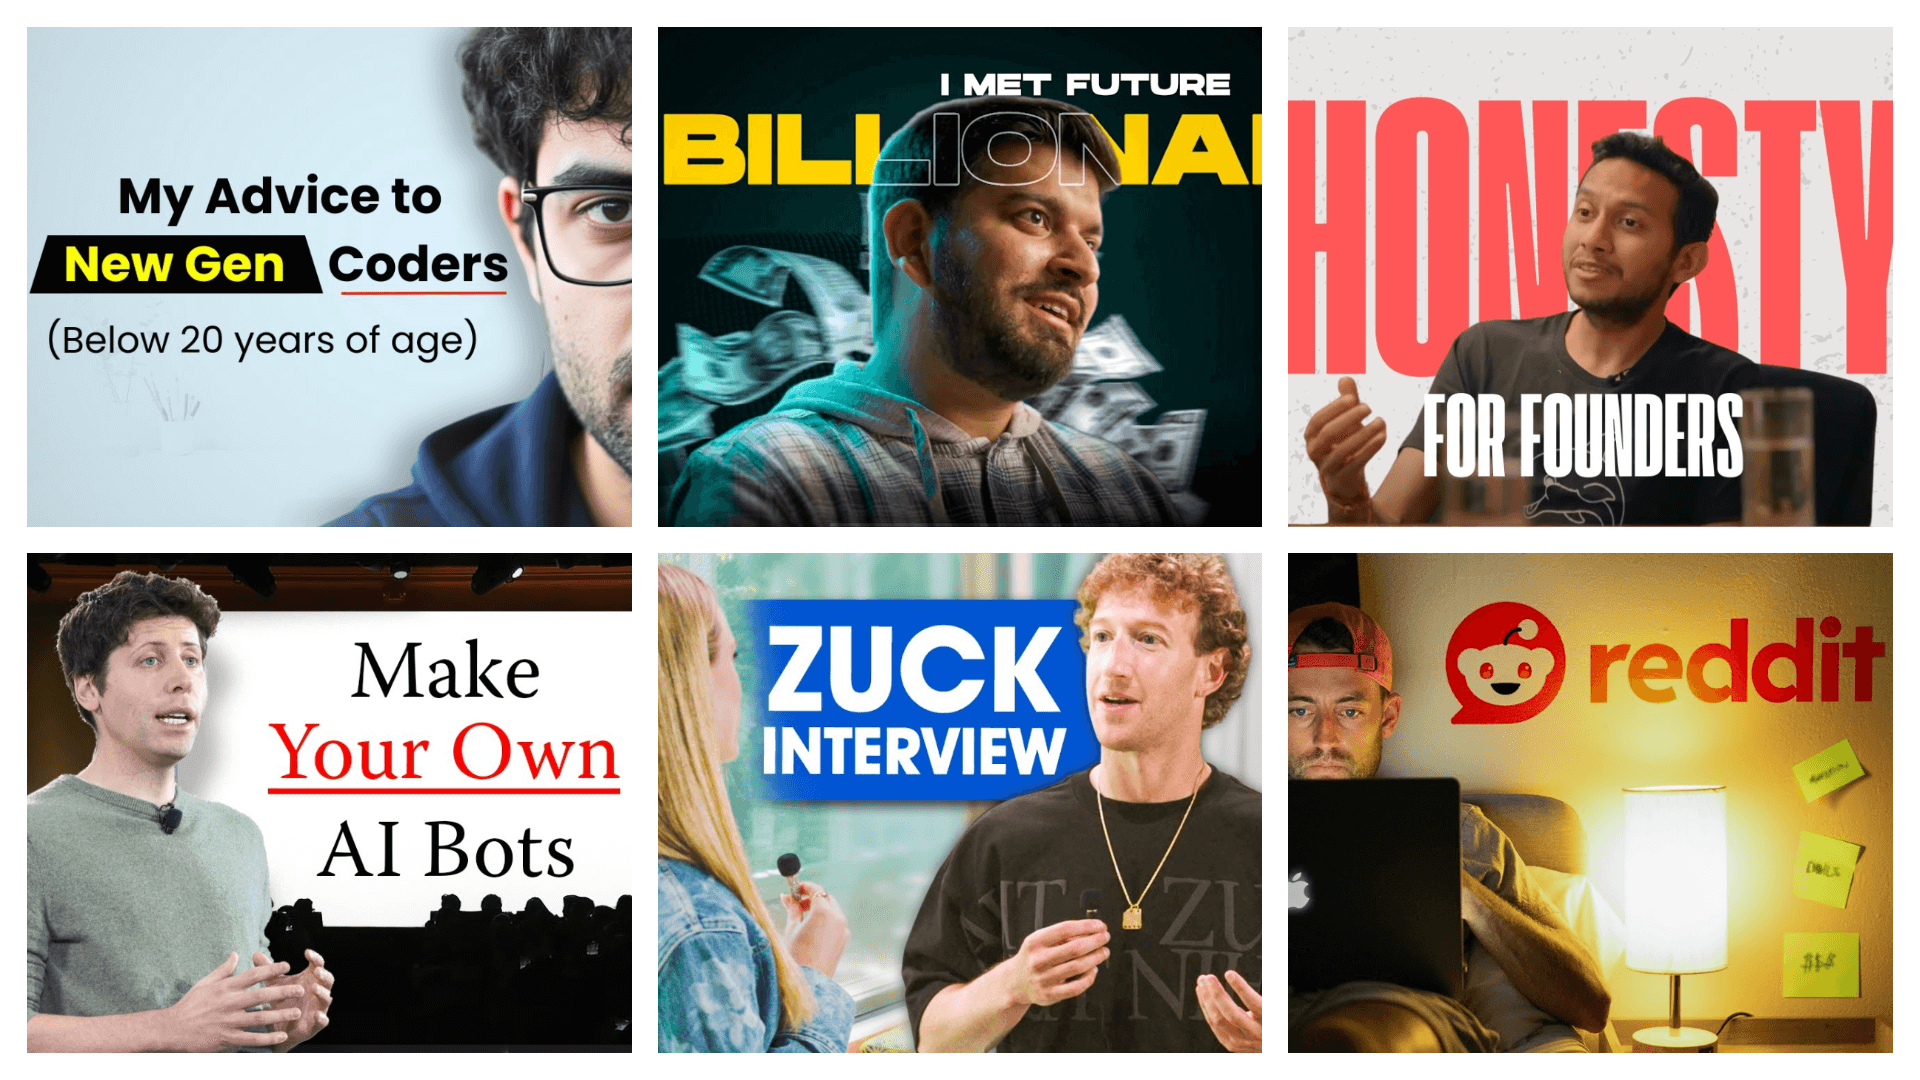 My Advice to
New Gen Coders
(Below 20 years of age)
I MET FUTURE
BILLIONAI
HONESTY
FOR FOUNDERS
Make
Your Own
AI Bots
ZUCK
INTERVIEW
reddit
$$$